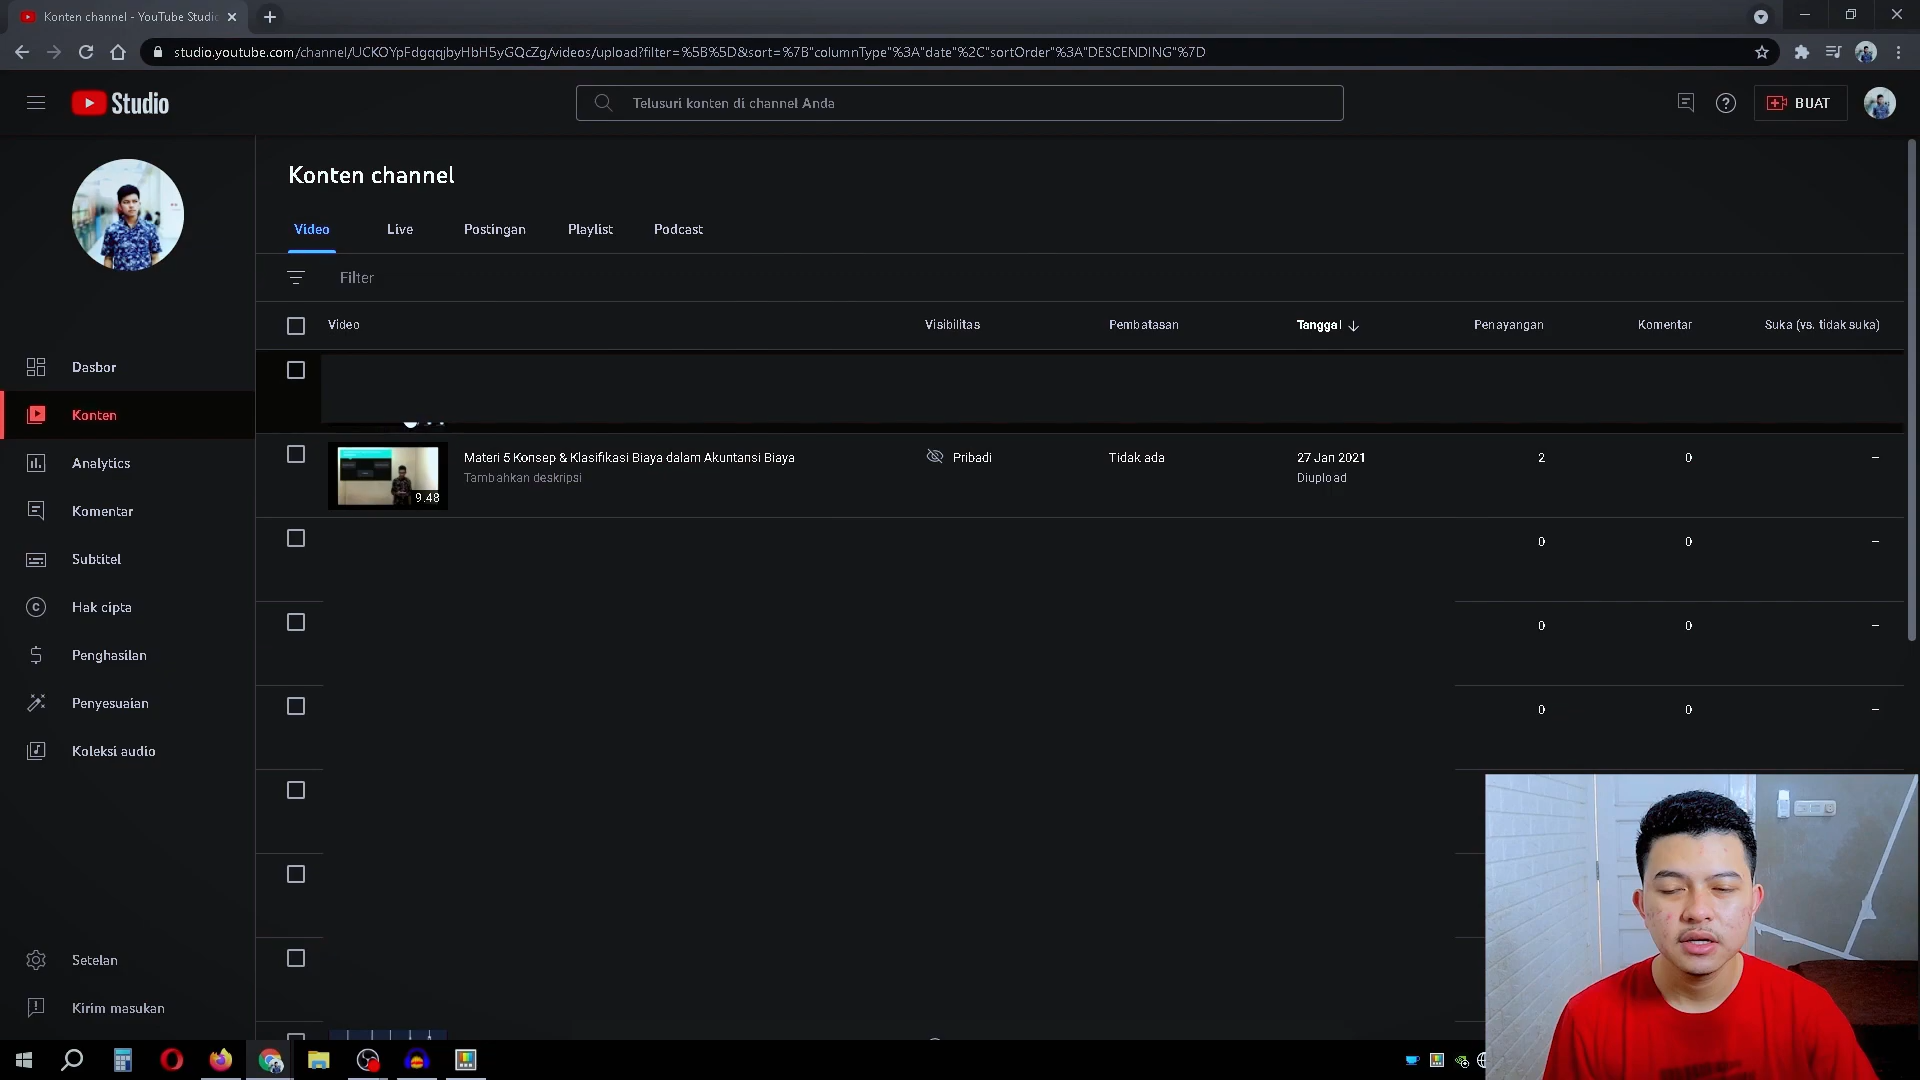 Konten channel - YouTube Studio
studio.youtube.com/channel/UCKOYpFdgqqjbyHbH5yGQcZg/videos/upload?filter=%5B%5D&sort=%7B"columnType"%3A"date"%2C"sortOrder"%3A"DESCENDING"%7D
Studio
Telusuri konten di channel Anda
BUAT
Konten channel
Video Live Postingan Playlist Podcast
Filter
Video Visibilitas Pembatasan Tanggal Penayangan Komentar Suka (vs. tidak suka)
Dasbor
Konten
Analytics
Komentar
Subtitel
Hak cipta
Penghasilan
Penyesuaian
Koleksi audio
Setelan
Kirim masukan
9.48
Materi 5 Konsep & Klasifikasi Biaya dalam Akuntansi Biaya Pribadi Tidak ada 27 Jan 2021 2 0 –
Tambahkan deskripsi Diupload
0 0 –
0 0 –
0 0 –